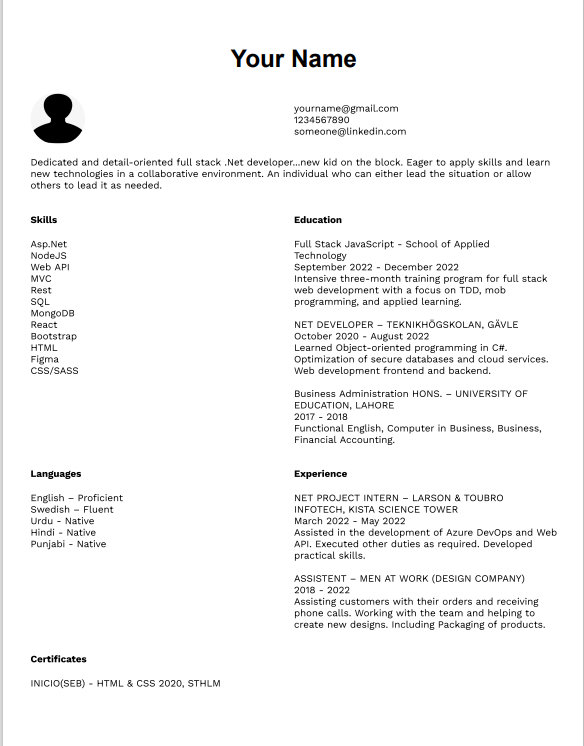 Your Name
yourname@gmail.com
1234567890
someone@linkedin.com
Dedicated and detail-oriented full stack .Net developer...new kid on the block. Eager to apply skills and learn
new technologies in a collaborative environment. An individual who can either lead the situation or allow
others to lead it as needed.
Skills
Asp.Net
NodeJS
Web API
MVC
Rest
SQL
MongoDB
React
Bootstrap
HTML
Figma
CSS/SASS
Education
Full Stack JavaScript - School of Applied
Technology
September 2022 - December 2022
Intensive three-month training program for full stack
web development with a focus on TDD, mob
programming, and applied learning.
NET DEVELOPER – TEKNIKHÖGSKOLAN, GÄVLE
October 2020 - August 2022
Learned Object-oriented programming in C#.
Optimization of secure databases and cloud services.
Web development frontend and backend.
Business Administration HONS. – UNIVERSITY OF
EDUCATION, LAHORE
2017 - 2018
Functional English, Computer in Business, Business,
Financial Accounting.
Languages
English – Proficient
Swedish – Fluent
Urdu - Native
Hindi - Native
Punjabi - Native
Experience
NET PROJECT INTERN – LARSON & TOUBRO
INFOTECH, KISTA SCIENCE TOWER
March 2022 - May 2022
Assisted in the development of Azure DevOps and Web
API. Executed other duties as required. Developed
practical skills.
ASSISTENT – MEN AT WORK (DESIGN COMPANY)
2018 - 2022
Assisting customers with their orders and receiving
phone calls. Working with the team and helping to
create new designs. Including Packaging of products.
Certificates
INICIO(SEB) - HTML & CSS 2020, STHLM